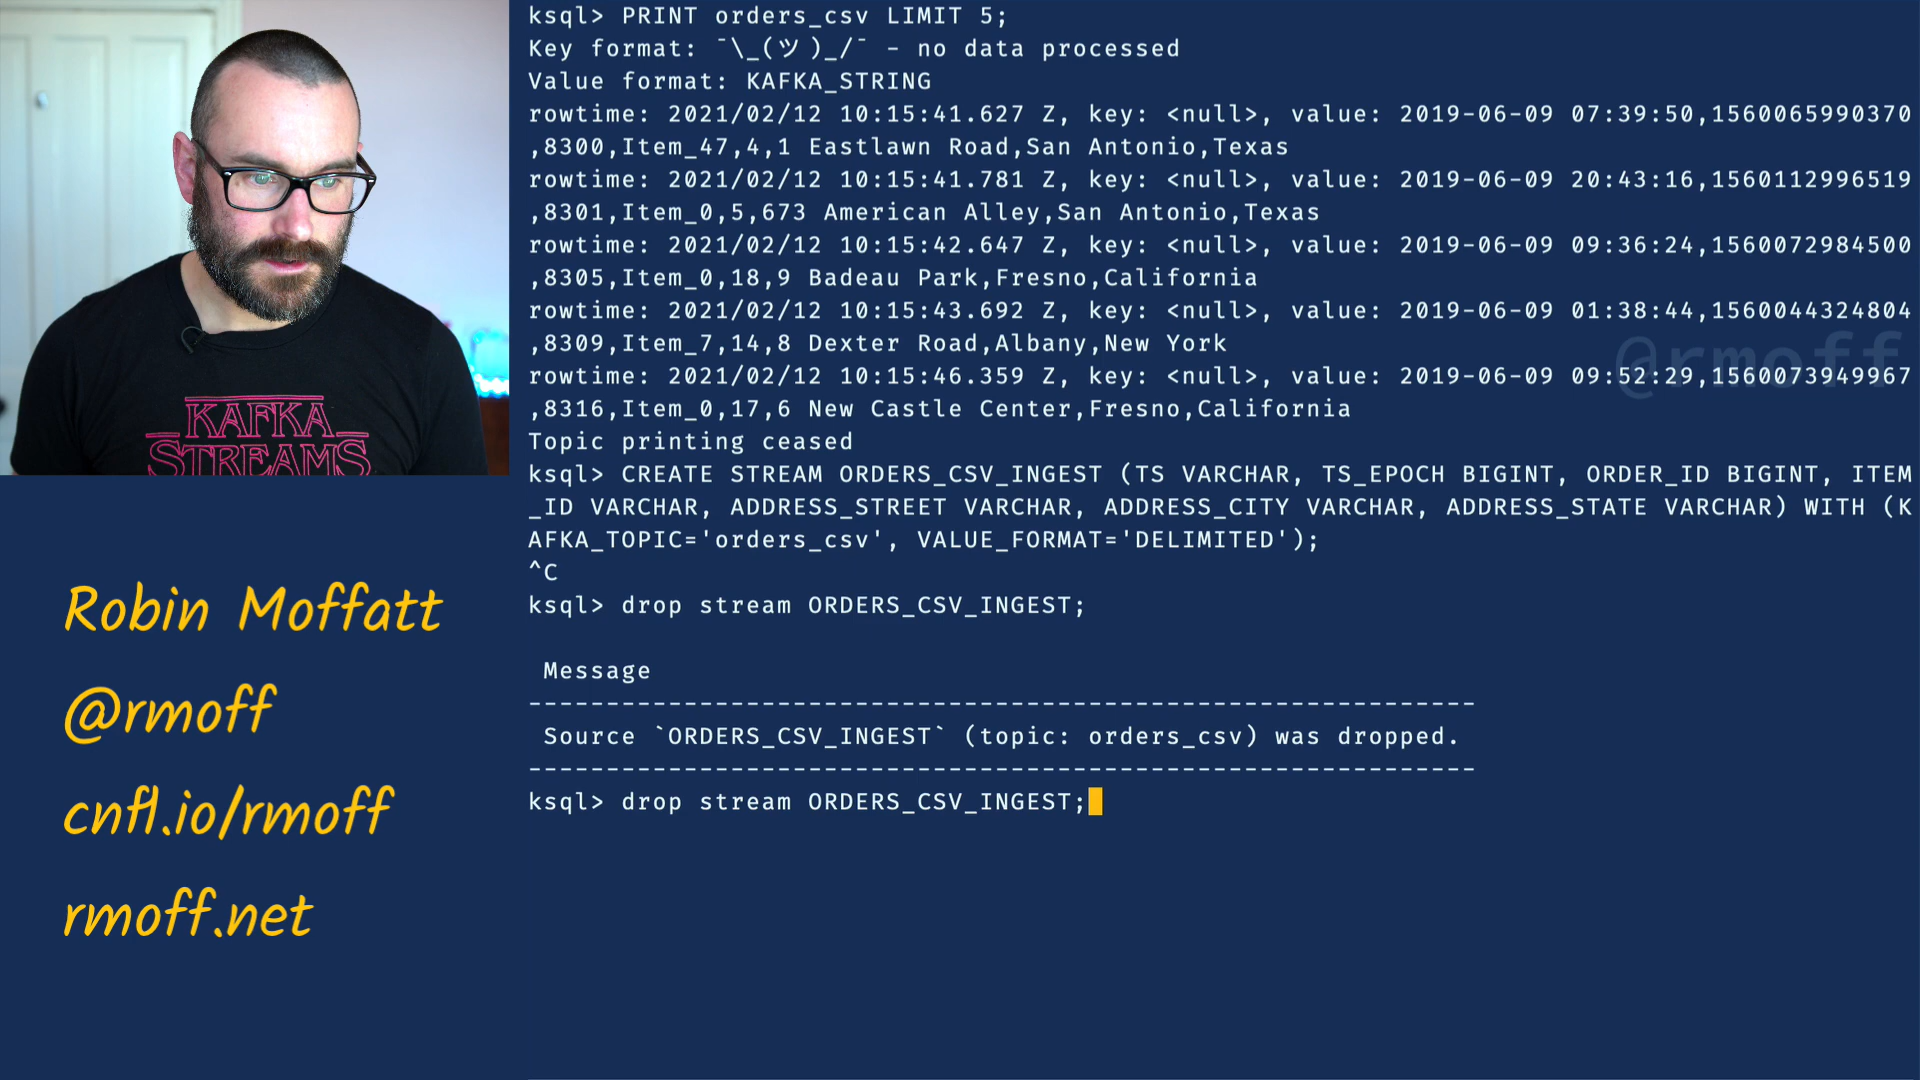 ksql> PRINT orders_csv LIMIT 5;
Key format: ¯\_(ツ)_/¯ - no data processed
Value format: KAFKA_STRING
rowtime: 2021/02/12 10:15:41.627 Z, key: <null>, value: 2019-06-09 07:39:50,1560065990370
,8300,Item_47,4,1 Eastlawn Road,San Antonio,Texas
rowtime: 2021/02/12 10:15:41.781 Z, key: <null>, value: 2019-06-09 20:43:16,1560112996519
,8301,Item_0,5,673 American Alley,San Antonio,Texas
rowtime: 2021/02/12 10:15:42.647 Z, key: <null>, value: 2019-06-09 09:36:24,1560072984500
,8305,Item_0,18,9 Badeau Park,Fresno,California
rowtime: 2021/02/12 10:15:43.692 Z, key: <null>, value: 2019-06-09 01:38:44,1560044324804
,8309,Item_7,14,8 Dexter Road,Albany,New York
rowtime: 2021/02/12 10:15:46.359 Z, key: <null>, value: 2019-06-09 09:52:29,1560073949967
,8316,Item_0,17,6 New Castle Center,Fresno,California
Topic printing ceased
ksql> CREATE STREAM ORDERS_CSV_INGEST (TS VARCHAR, TS_EPOCH BIGINT, ORDER_ID BIGINT, ITEM
_ID VARCHAR, ADDRESS_STREET VARCHAR, ADDRESS_CITY VARCHAR, ADDRESS_STATE VARCHAR) WITH (K
AFKA_TOPIC='orders_csv', VALUE_FORMAT='DELIMITED');
^C
ksql> drop stream ORDERS_CSV_INGEST;
Message
-------------------------------------------------------------
Source `ORDERS_CSV_INGEST` (topic: orders_csv) was dropped.
-------------------------------------------------------------
ksql> drop stream ORDERS_CSV_INGEST;
@rmoff
KAFKA
STREAMS
Robin Moffatt
@rmoff
cnfl.io/rmoff
rmoff.net